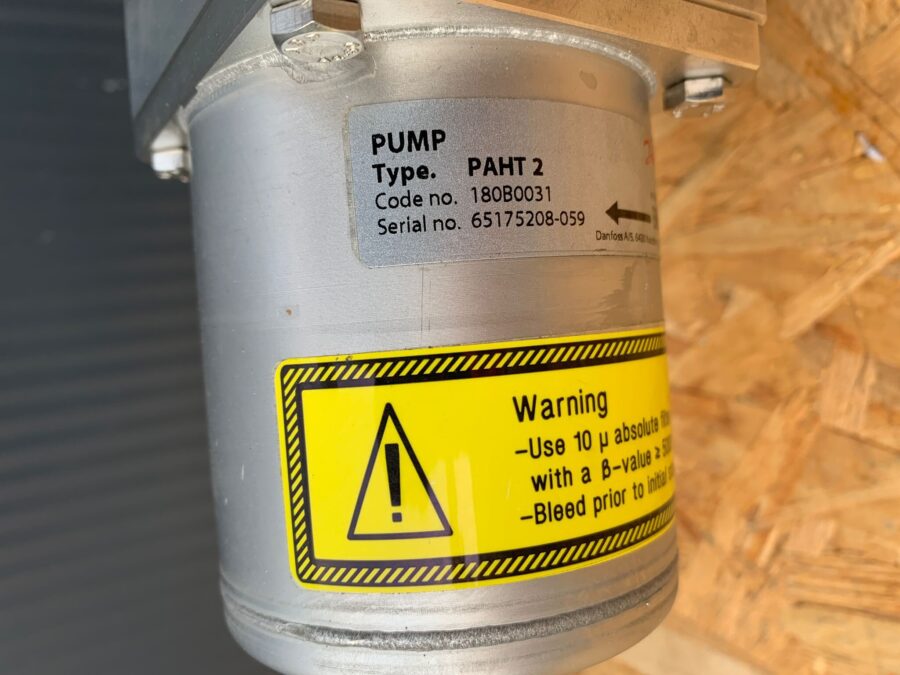 PUMP
Type. PAHT 2
Code no. 180B0031
Serial no. 65175208-059
Danfoss A/S,
Warning
-Use 10 µ absolute
with a β-value ≥
-Bleed prior to initial